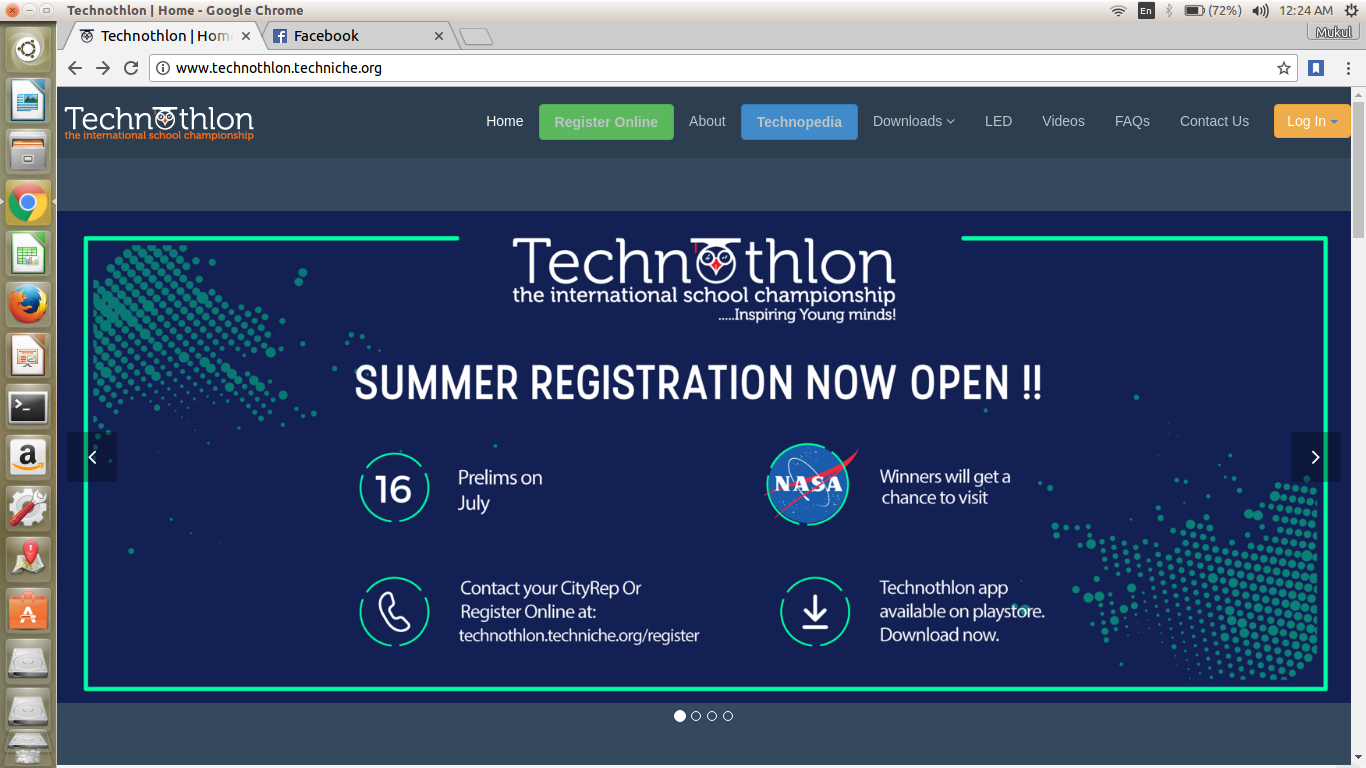 Technothlon | Home - Google Chrome
En
(72%)
12:24 AM
Technothlon | Hom
Facebook
Mukul
www.technothlon.techniche.org
Technothlon
the international school championship
Home
Register Online
About
Technopedia
Downloads
LED
Videos
FAQs
Contact Us
Log In
Technothlon
the international school championship
.....Inspiring Young minds!
SUMMER REGISTRATION NOW OPEN !!
16
Prelims on
July
NASA
Winners will get a
chance to visit
Contact your CityRep Or
Register Online at:
technothlon.techniche.org/register
Technothlon app
available on playstore.
Download now.